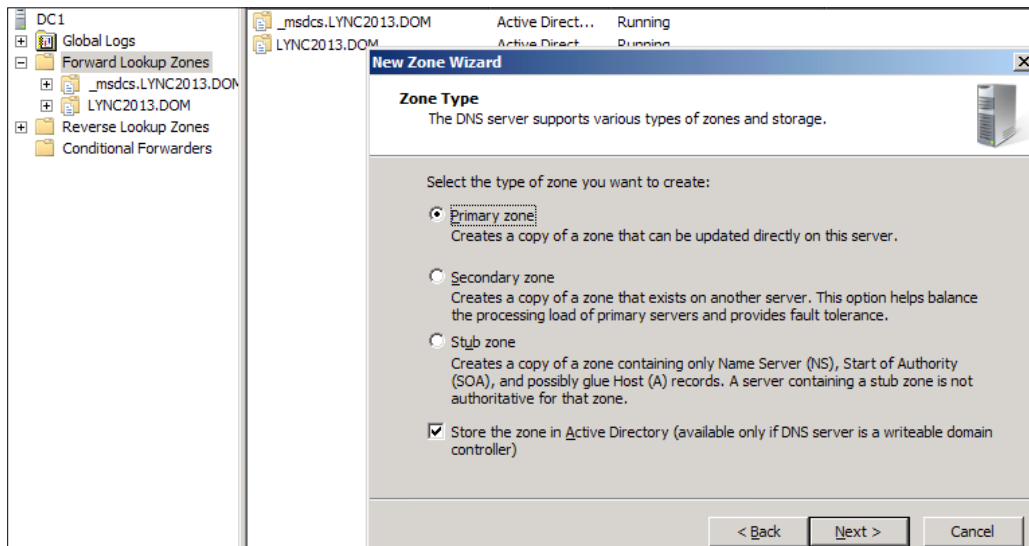 DC1
Global Logs
Forward Lookup Zones
_msdcs.LYNC2013.DOM
LYNC2013.DOM
Reverse Lookup Zones
Conditional Forwarders
_msdcs.LYNC2013.DOM Active Direct... Running
LYNC2013.DOM Active Direct Running
New Zone Wizard
Zone Type
The DNS server supports various types of zones and storage.
Select the type of zone you want to create:
Primary zone
Creates a copy of a zone that can be updated directly on this server.
Secondary zone
Creates a copy of a zone that exists on another server. This option helps balance
the processing load of primary servers and provides fault tolerance.
Stub zone
Creates a copy of a zone containing only Name Server (NS), Start of Authority
(SOA), and possibly glue Host (A) records. A server containing a stub zone is not
authoritative for that zone.
Store the zone in Active Directory (available only if DNS server is a writeable domain
controller)
< Back Next > Cancel